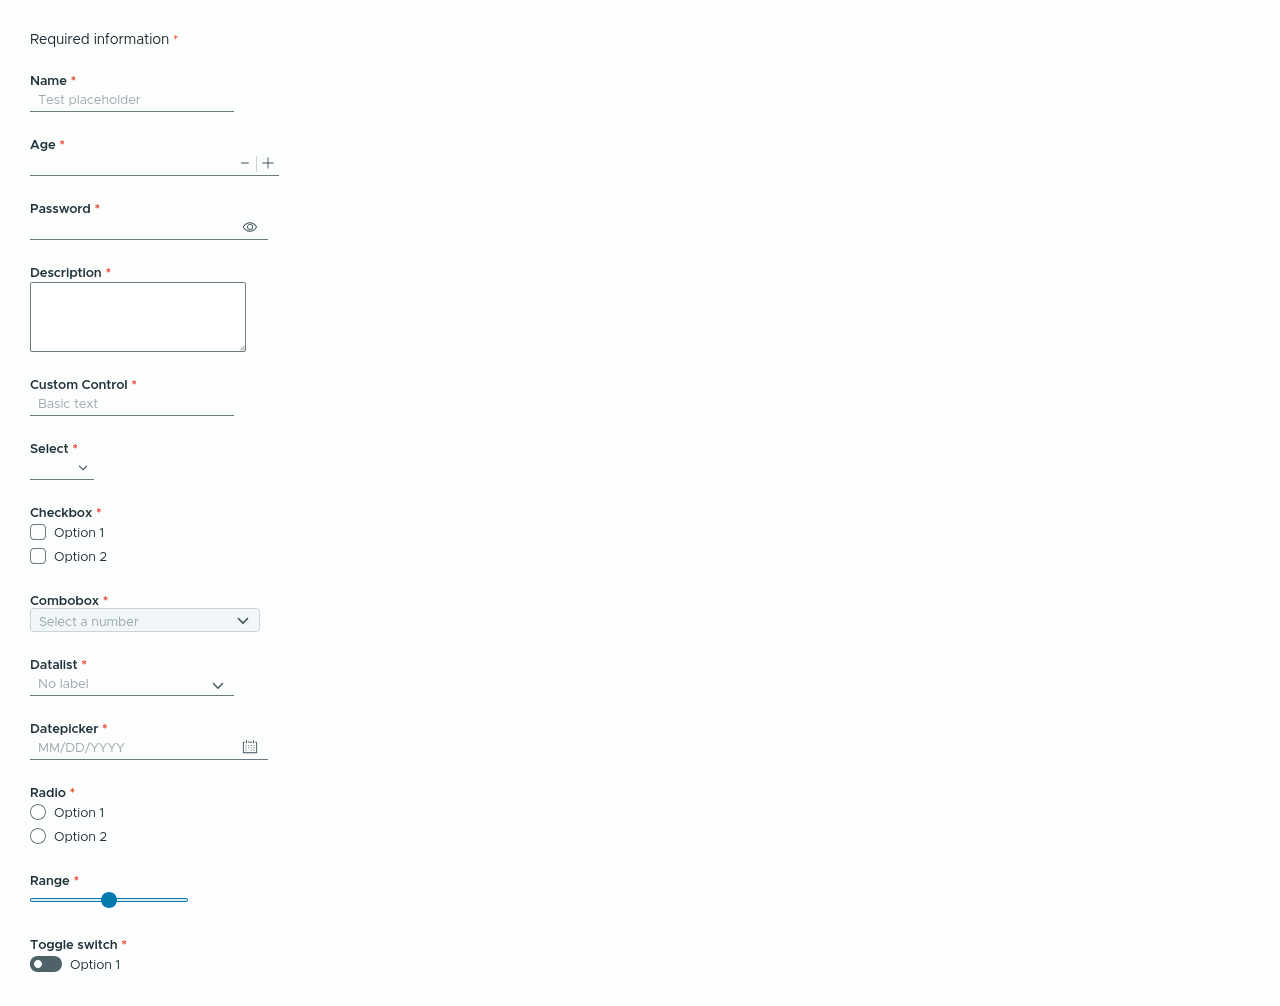 Required information *
Name *
Test placeholder
Age *
Password *
Description *
Custom Control *
Basic text
Select *
Checkbox *
Option 1
Option 2
Combobox *
Select a number
Datalist *
No label
Datepicker *
MM/DD/YYYY
Radio *
Option 1
Option 2
Range *
Toggle switch *
Option 1